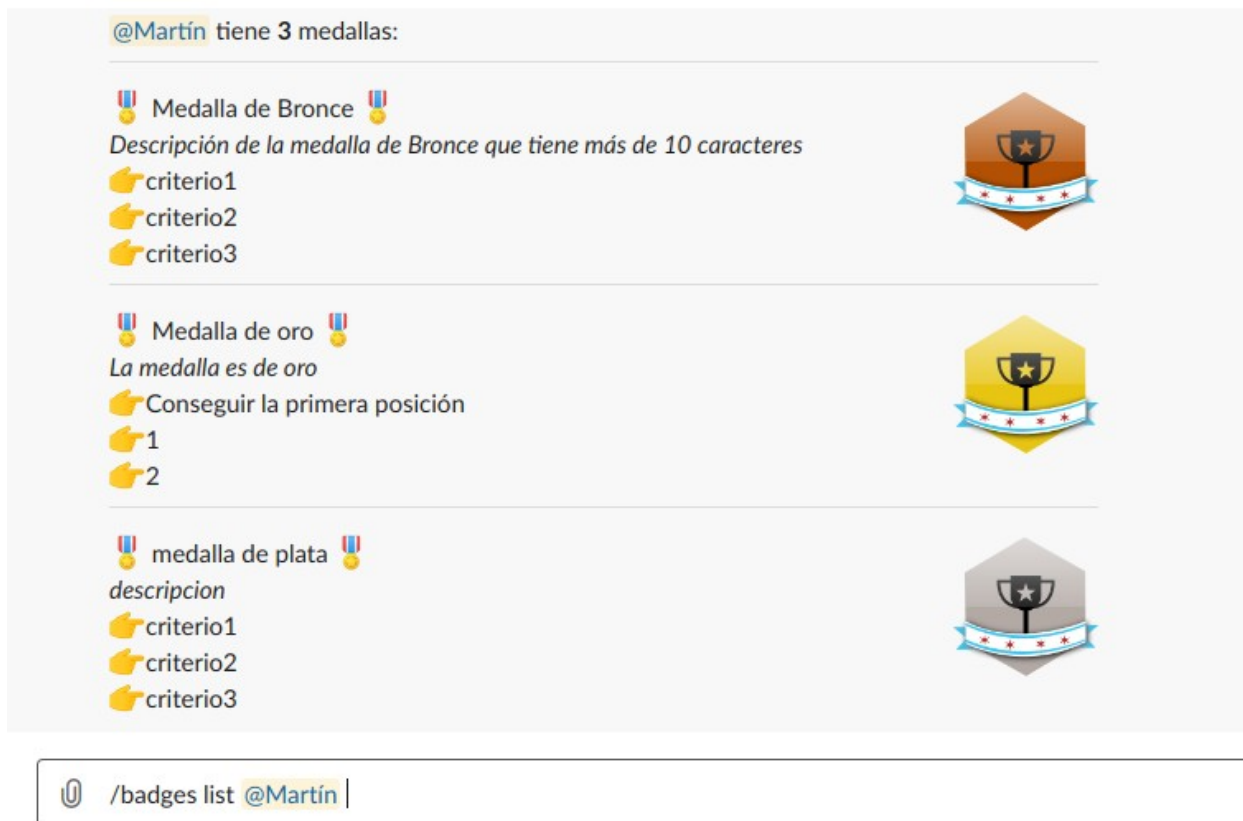 @Martín tiene 3 medallas:
🎖 Medalla de Bronce 🎖
Descripción de la medalla de Bronce que tiene más de 10 caracteres
👉criterio1
👉criterio2
👉criterio3
🎖 Medalla de oro 🎖
La medalla es de oro
👉Conseguir la primera posición
👉1
👉2
🎖 medalla de plata 🎖
descripcion
👉criterio1
👉criterio2
👉criterio3
/badges list @Martín